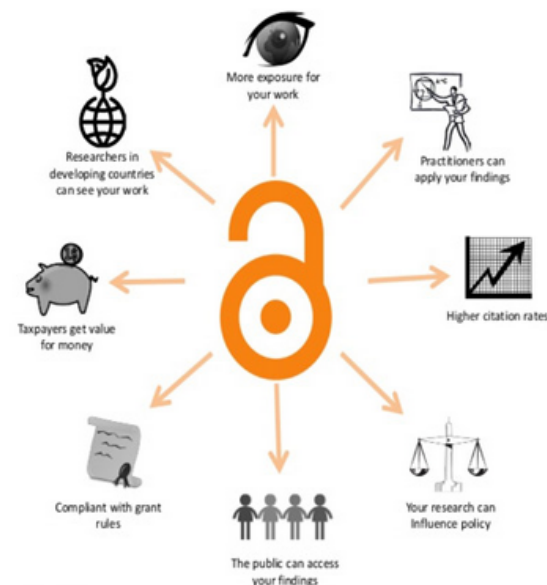 More exposure for
your work
Practitioners can
apply your findings
Higher citation rates
Your research can
Influence policy
The public can access
your findings
Compliant with grant
rules
Taxpayers get value
for money
Researchers in
developing countries
can see your work